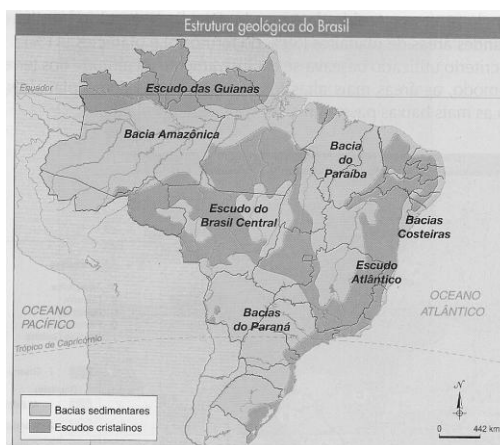 Estrutura geológica do Brasil
Equador
Escudo das Guianas
Bacia Amazônica
Bacia
do
Paraíba
Escudo do
Brasil Central
Bacias
Costeiras
Escudo
Atlântico
OCEANO
PACÍFICO
Bacias
do Paraná
OCEANO
ATLÂNTICO
Trópico de Capricórnio
Bacias sedimentares
Escudos cristalinos
N
0 442 km